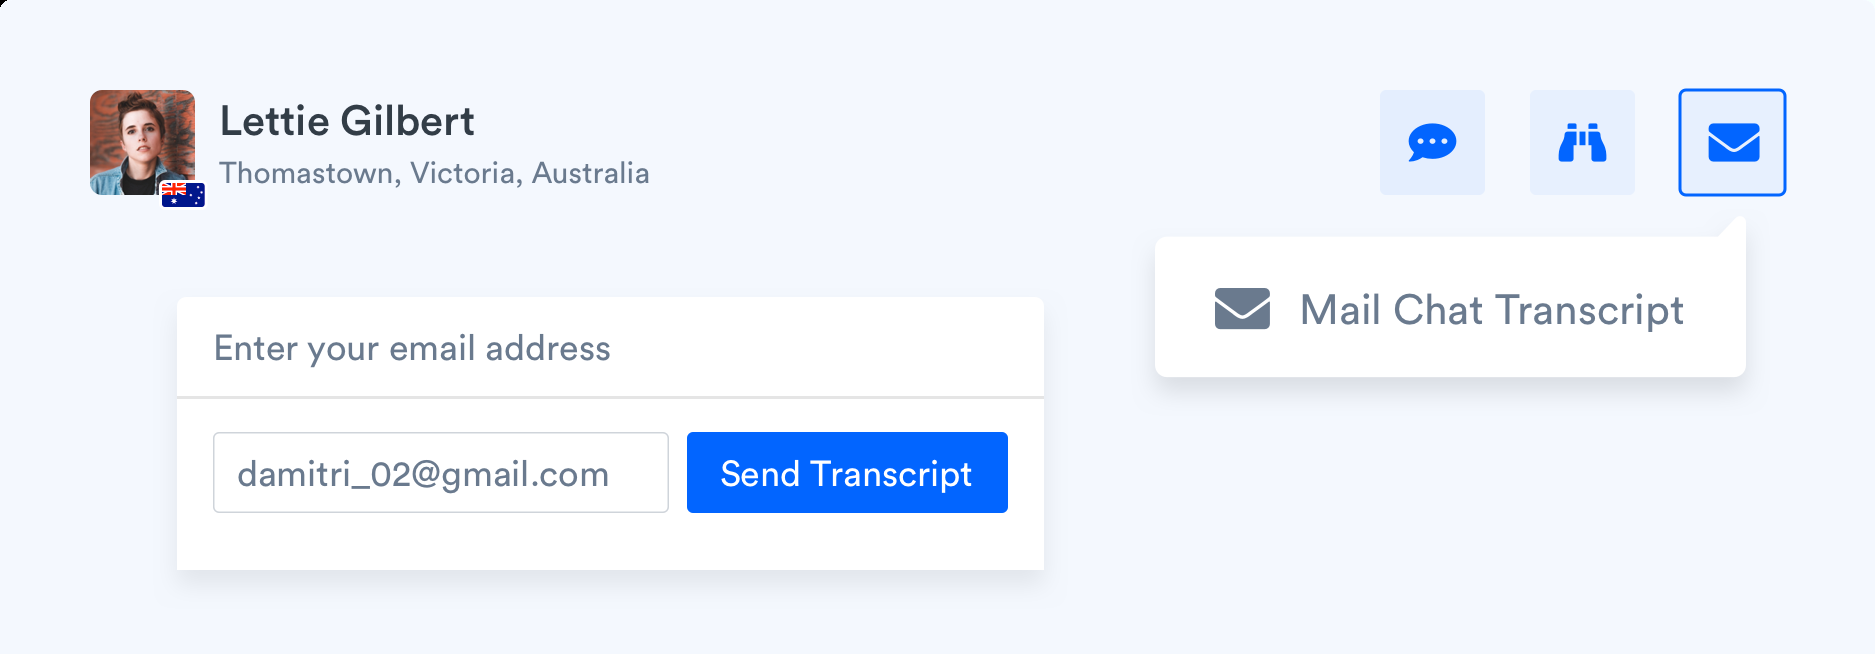 Lettie Gilbert
Thomastown, Victoria, Australia
Mail Chat Transcript
Enter your email address
damitri_02@gmail.com
Send Transcript